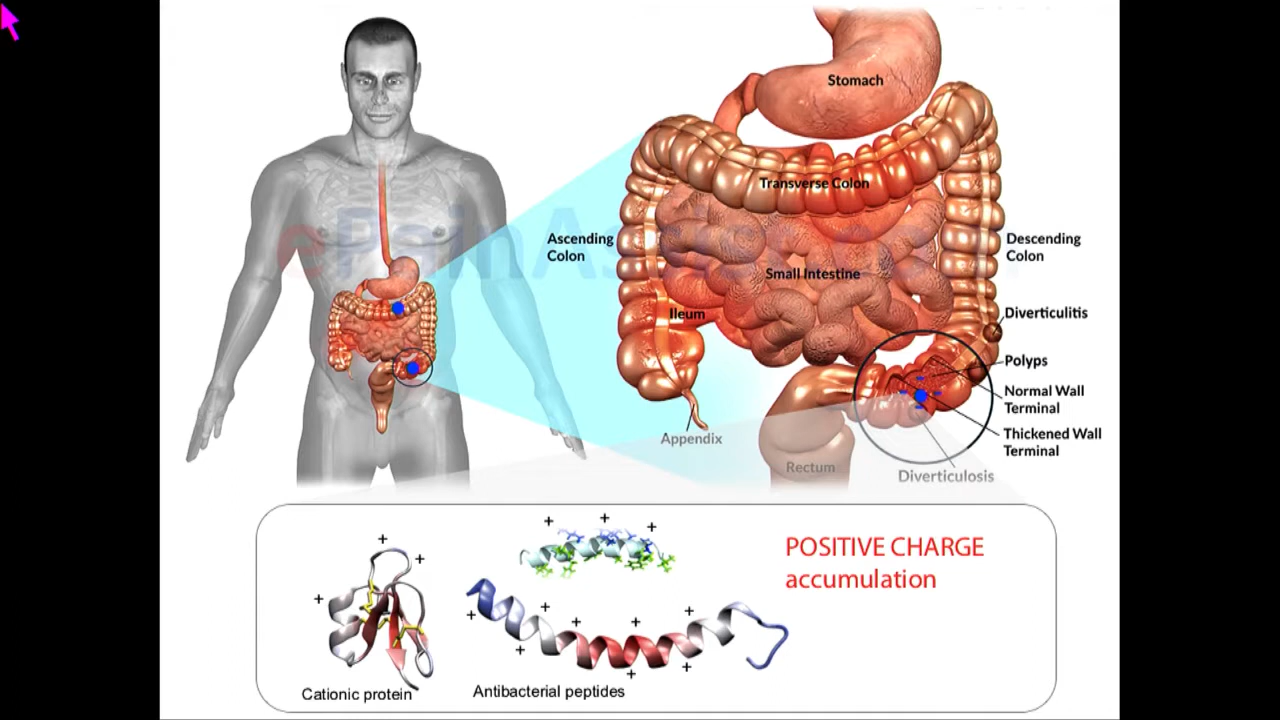 Stomach
Transverse Colon
Ascending
Colon
Descending
Colon
Small Intestine
Ileum
Diverticulitis
Polyps
Normal Wall
Terminal
Thickened Wall
Terminal
Appendix
Rectum
Diverticulosis
+ + +
+ +
+
POSITIVE CHARGE
accumulation
+ + + + + +
+ + +
Cationic protein
Antibacterial peptides